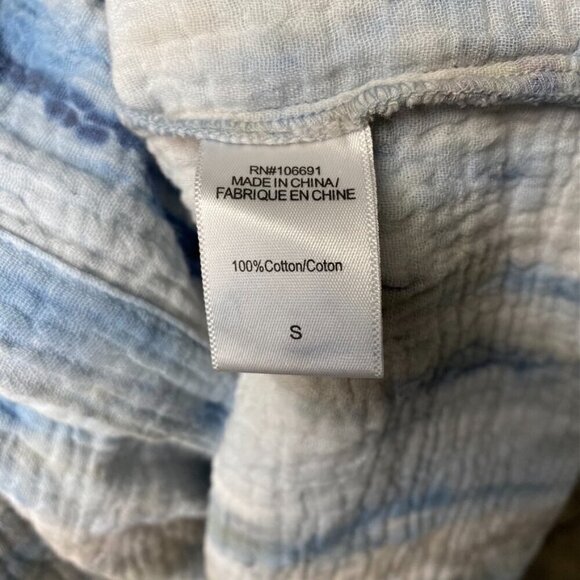 RN#106691
MADE IN CHINA/
FABRIQUE EN CHINE
100%Cotton/Coton
S